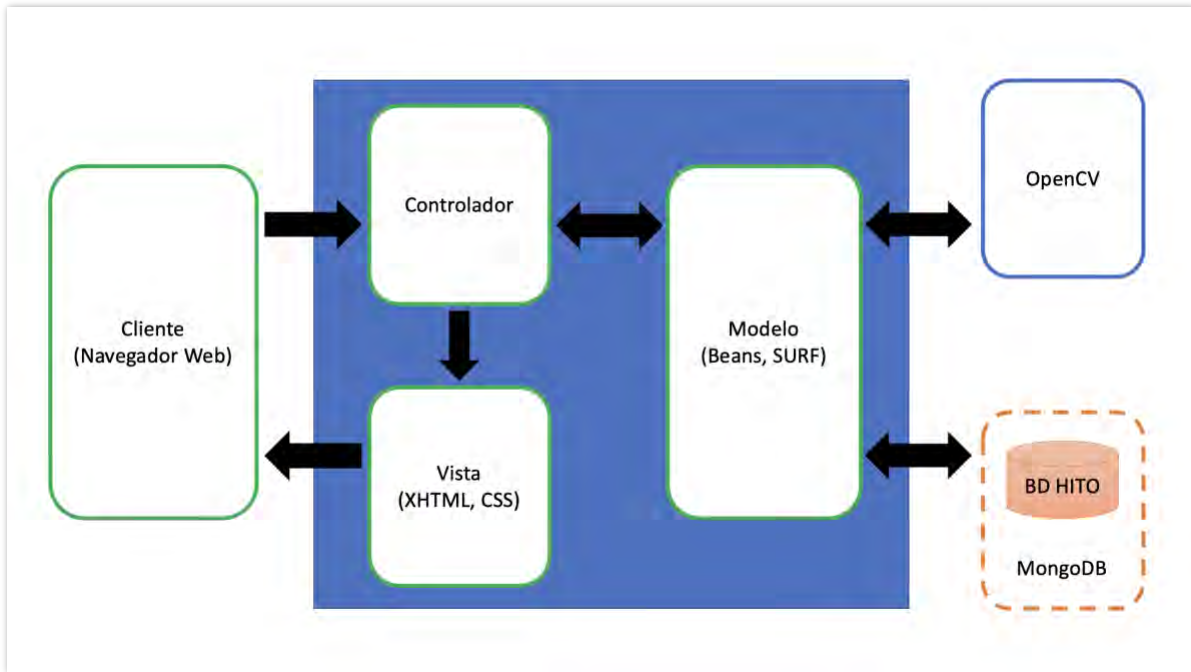 Cliente
(Navegador Web)
Controlador
Vista
(XHTML, CSS)
Modelo
(Beans, SURF)
OpenCV
BD HITO
MongoDB